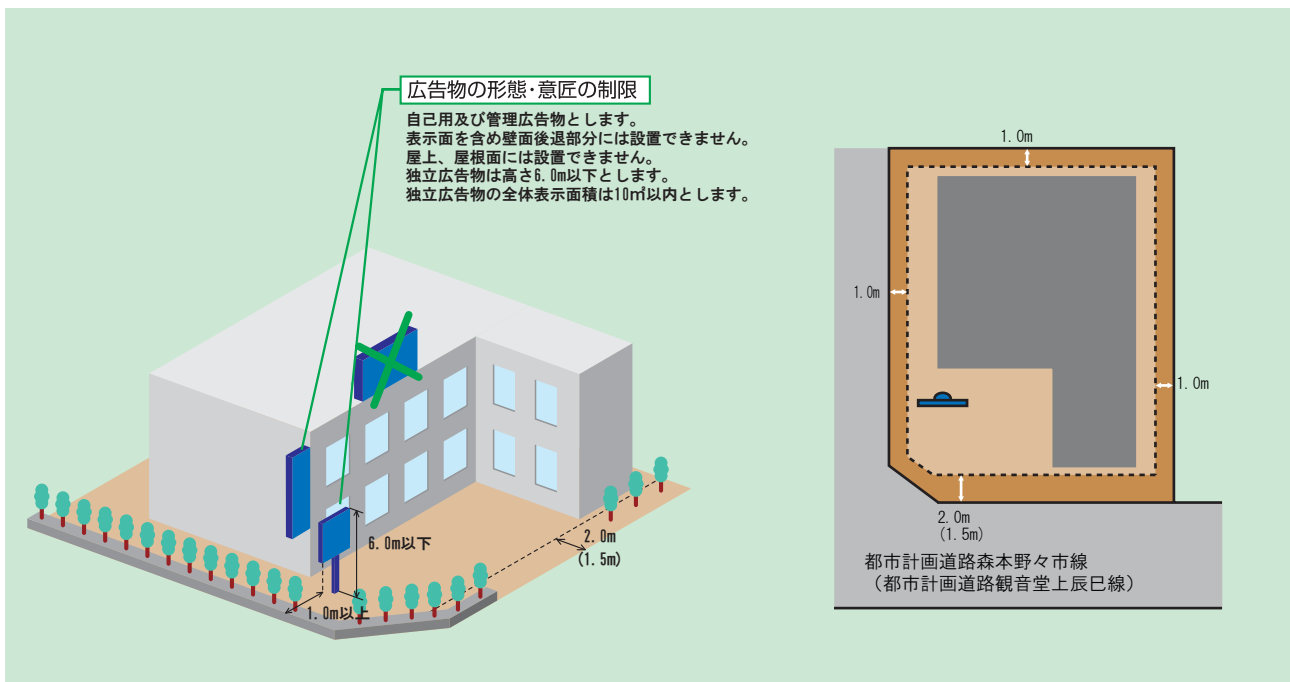 広告物の形態・意匠の制限
自己用及び管理広告物とします。
表示面を含め壁面後退部分には設置できません。
屋上、屋根面には設置できません。
独立広告物は高さ6.0m以下とします。
独立広告物の全体表示面積は10㎡以内とします。
6.0m以下
2.0m
(1.5m)
1.0m以上
1.0m
1.0m
1.0m
2.0m
(1.5m)
都市計画道路森本野々市線
(都市計画道路観音堂上辰巳線)